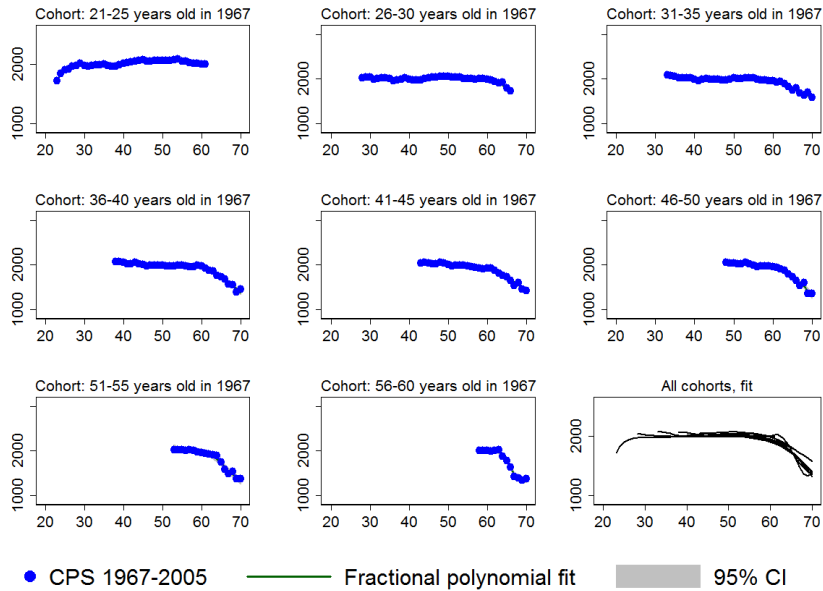 Cohort: 21-25 years old in 1967
Cohort: 26-30 years old in 1967
Cohort: 31-35 years old in 1967
1000 2000
20 30 40 50 60 70
1000 2000
20 30 40 50 60 70
1000 2000
20 30 40 50 60 70
Cohort: 36-40 years old in 1967
Cohort: 41-45 years old in 1967
Cohort: 46-50 years old in 1967
1000 2000
20 30 40 50 60 70
1000 2000
20 30 40 50 60 70
1000 2000
20 30 40 50 60 70
Cohort: 51-55 years old in 1967
Cohort: 56-60 years old in 1967
All cohorts, fit
1000 2000
20 30 40 50 60 70
1000 2000
20 30 40 50 60 70
1000 2000
20 30 40 50 60 70
CPS 1967-2005
Fractional polynomial fit
95% CI